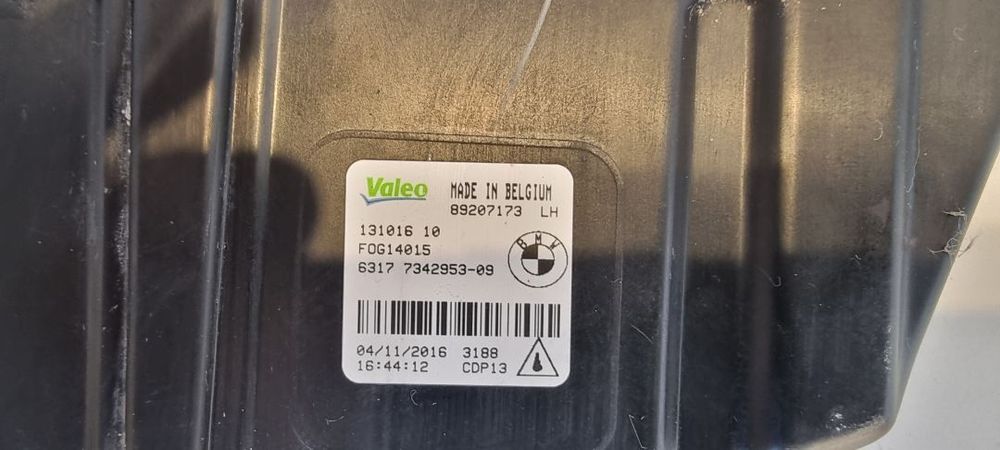 Valeo MADE IN BELGIUM
89207173 LH
131016 10
FOG14015
BMW
6317 7342953-09
04/11/2016 3188
16:44:12 CDP13